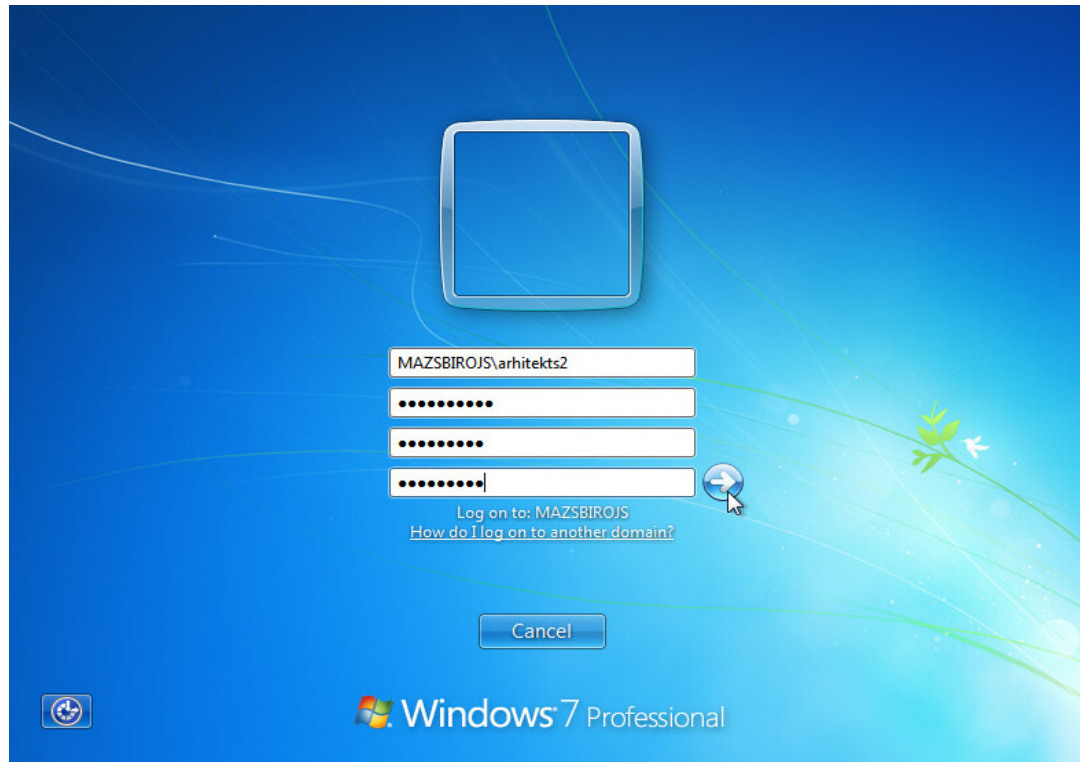 MAZSBIROJS\arhitekts2
●●●●●●●●●●
●●●●●●●●●
●●●●●●●●●
Log on to: MAZSBIROJS
How do I log on to another domain?
Cancel
Windows 7 Professional